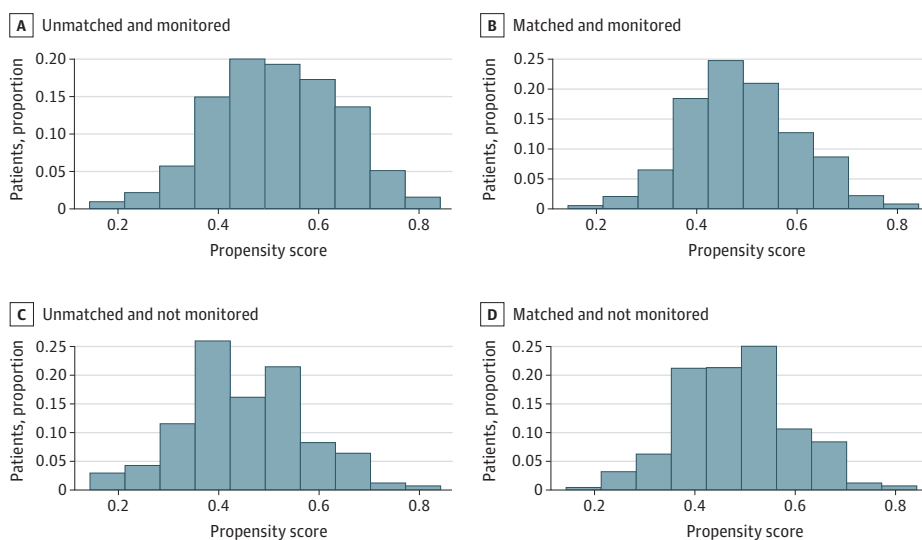 A Unmatched and monitored
Patients, proportion
0.20
0.15
0.10
0.05
0
0.2 0.4 0.6 0.8
Propensity score
B Matched and monitored
Patients, proportion
0.25
0.20
0.15
0.10
0.05
0
0.2 0.4 0.6 0.8
Propensity score
C Unmatched and not monitored
Patients, proportion
0.25
0.20
0.15
0.10
0.05
0
0.2 0.4 0.6 0.8
Propensity score
D Matched and not monitored
Patients, proportion
0.25
0.20
0.15
0.10
0.05
0
0.2 0.4 0.6 0.8
Propensity score